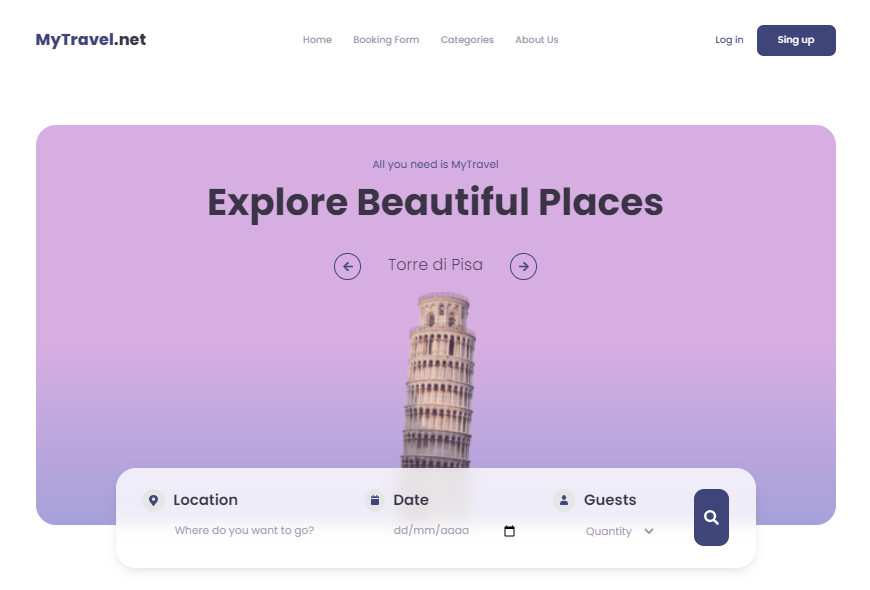 MyTravel.net
Home Booking Form Categories About Us
Log in Sing up
All you need is MyTravel
Explore Beautiful Places
Torre di Pisa
Location Date Guests
Where do you want to go? dd/mm/aaaa Quantity